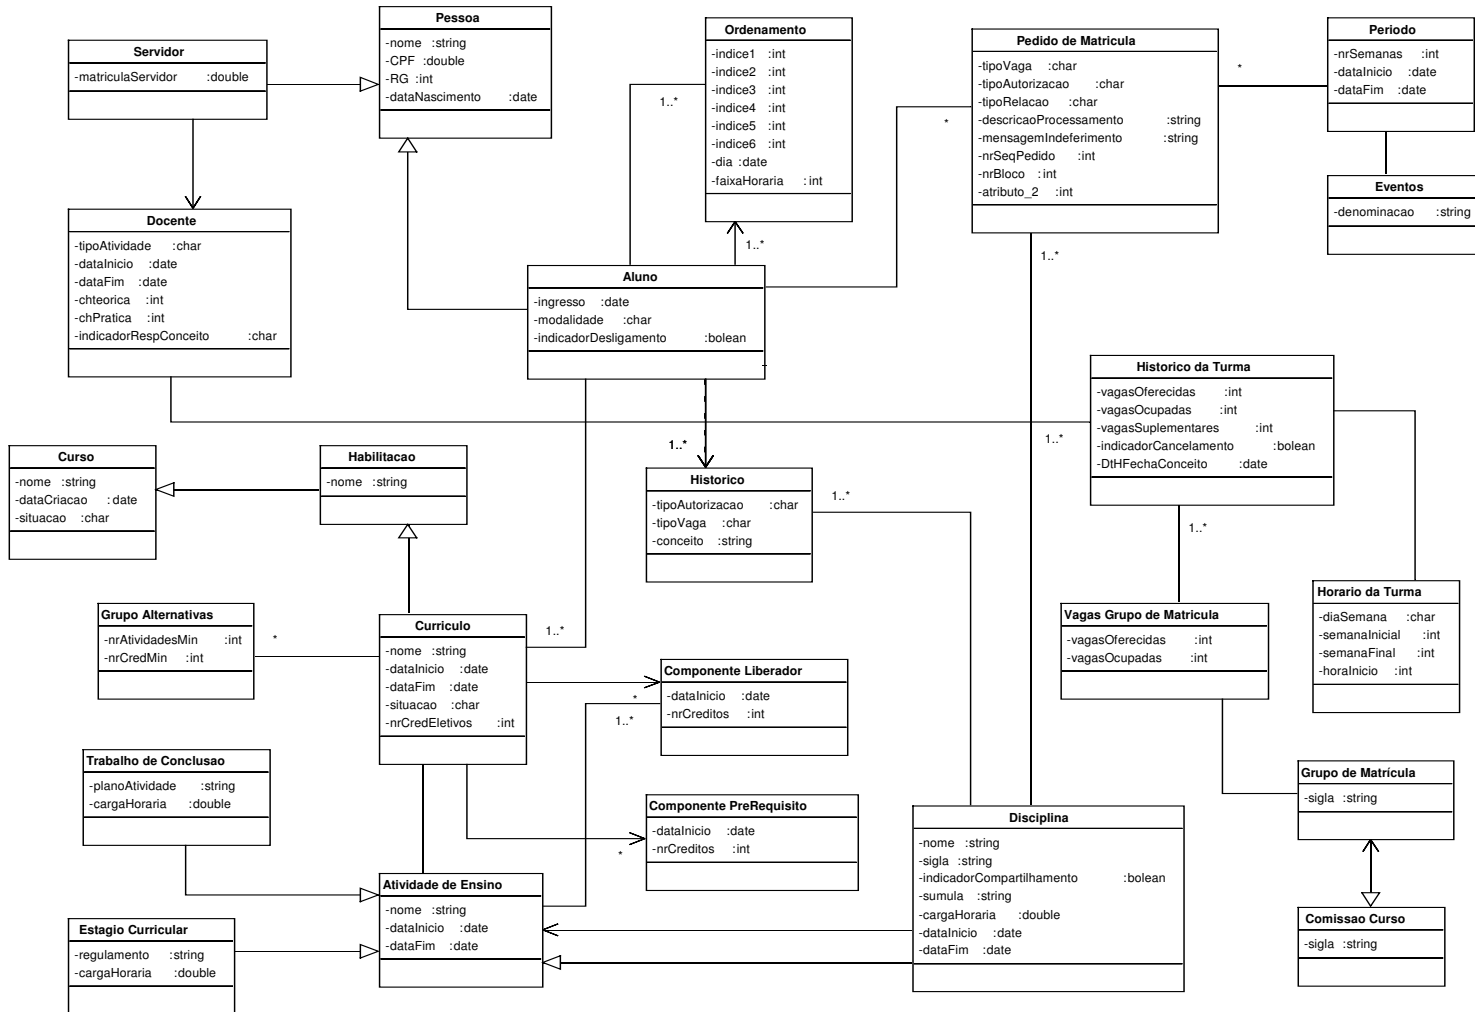 Pessoa
-nome :string
-CPF :double
-RG :int
-dataNascimento :date
Servidor
-matriculaServidor :double
Ordenamento
-indice1 :int
-indice2 :int
-indice3 :int
-indice4 :int
-indice5 :int
-indice6 :int
-dia :date
-faixaHoraria :int
1..*
1..*
Pedido de Matricula
-tipoVaga :char
-tipoAutorizacao :char
-tipoRelacao :char
-descricaoProcessamento :string
-mensagemIndeferimento :string
-nrSeqPedido :int
-nrBloco :int
-atributo_2 :int
*
*
1..*
Periodo
-nrSemanas :int
-dataInicio :date
-dataFim :date
Eventos
-denominacao :string
Docente
-tipoAtividade :char
-dataInicio :date
-dataFim :date
-chteorica :int
-chPratica :int
-indicadorRespConceito :char
Aluno
-ingresso :date
-modalidade :char
-indicadorDesligamento :bolean
Historico da Turma
-vagasOferecidas :int
-vagasOcupadas :int
-vagasSuplementares :int
-indicadorCancelamento :bolean
-DtHFechaConceito :date
1..*
1..*
Curso
-nome :string
-dataCriacao :date
-situacao :char
Habilitacao
-nome :string
1..*
Historico
-tipoAutorizacao :char
-tipoVaga :char
-conceito :string
1..*
Grupo Alternativas
-nrAtividadesMin :int
-nrCredMin :int
*
Curriculo
-nome :string
-dataInicio :date
-dataFim :date
-situacao :char
-nrCredEletivos :int
1..*
Componente Liberador
-dataInicio :date
-nrCreditos :int
*
1..*
Vagas Grupo de Matricula
-vagasOferecidas :int
-vagasOcupadas :int
Horario da Turma
-diaSemana :char
-semanaInicial :int
-semanaFinal :int
-horaInicio :int
Trabalho de Conclusao
-planoAtividade :string
-cargaHoraria :double
Componente PreRequisito
-dataInicio :date
-nrCreditos :int
*
Grupo de Matrícula
-sigla :string
Disciplina
-nome :string
-sigla :string
-indicadorCompartilhamento :bolean
-sumula :string
-cargaHoraria :double
-dataInicio :date
-dataFim :date
Atividade de Ensino
-nome :string
-dataInicio :date
-dataFim :date
Estagio Curricular
-regulamento :string
-cargaHoraria :double
Comissao Curso
-sigla :string